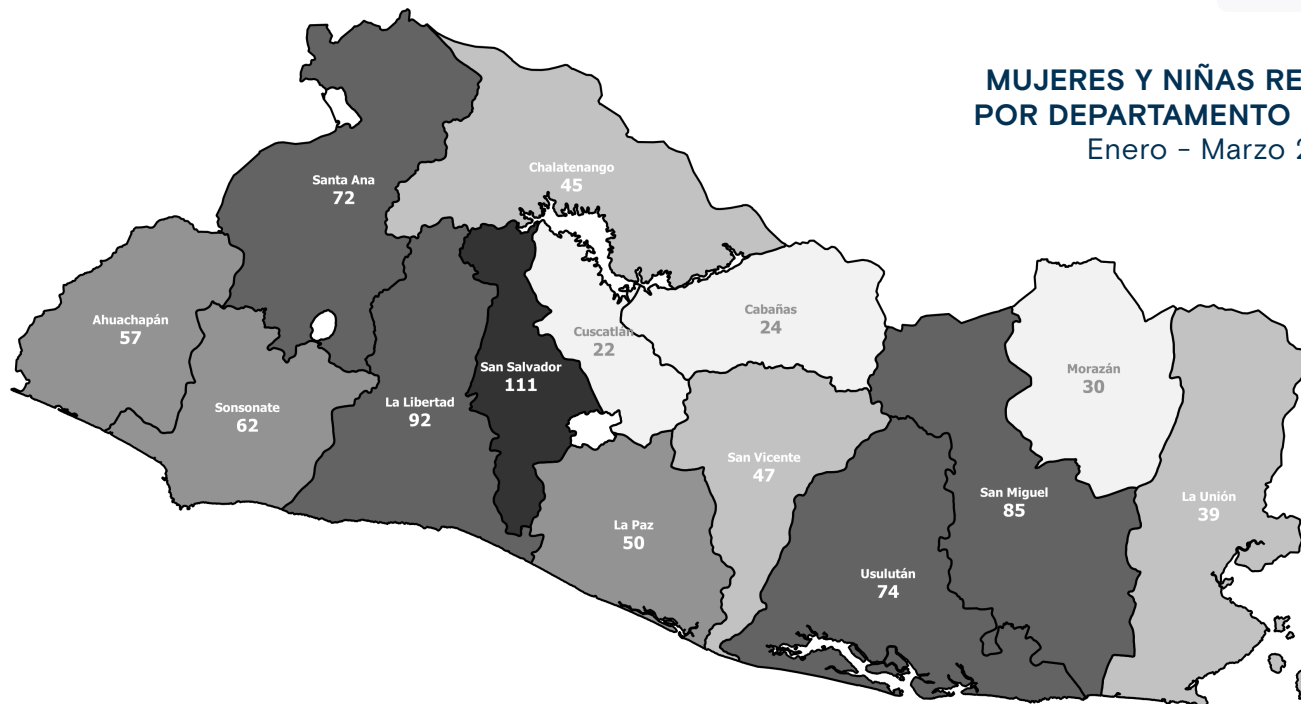 MUJERES Y NIÑAS RE
POR DEPARTAMENTO
Enero – Marzo 2
Chalatenango
45
Santa Ana
72
Ahuachapán
57
Cabañas
24
Cuscatlán
22
San Salvador
111
Morazán
30
Sonsonate
62
La Libertad
92
San Vicente
47
San Miguel
85
La Unión
39
La Paz
50
Usulután
74